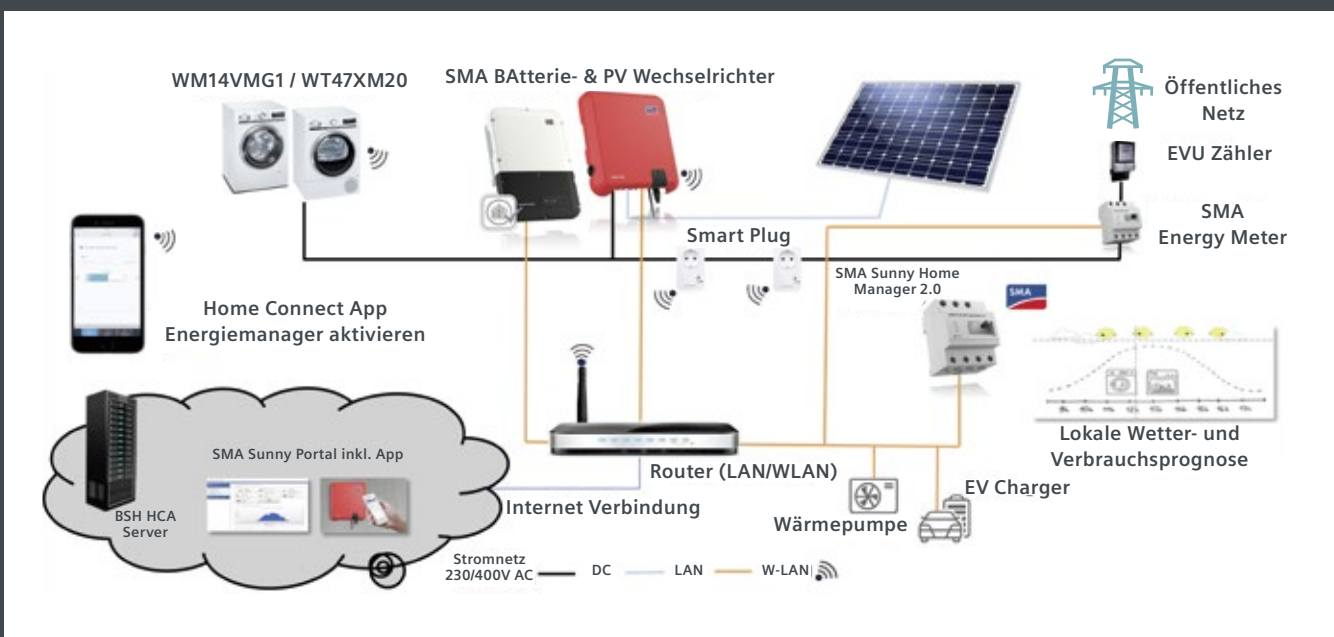 WM14VMG1 / WT47XM20
SMA BAtterie- & PV Wechselrichter
Öffentliches
Netz
EVU Zähler
SMA
Energy Meter
Smart Plug
SMA Sunny Home
Manager 2.0
SMA
Home Connect App
Energiemanager aktivieren
SMA Sunny Portal inkl. App
BSH HCA
Server
Router (LAN/WLAN)
Internet Verbindung
Wärmepumpe
EV Charger
Lokale Wetter- und
Verbrauchsprognose
Stromnetz
230/400V AC
DC
LAN
W-LAN